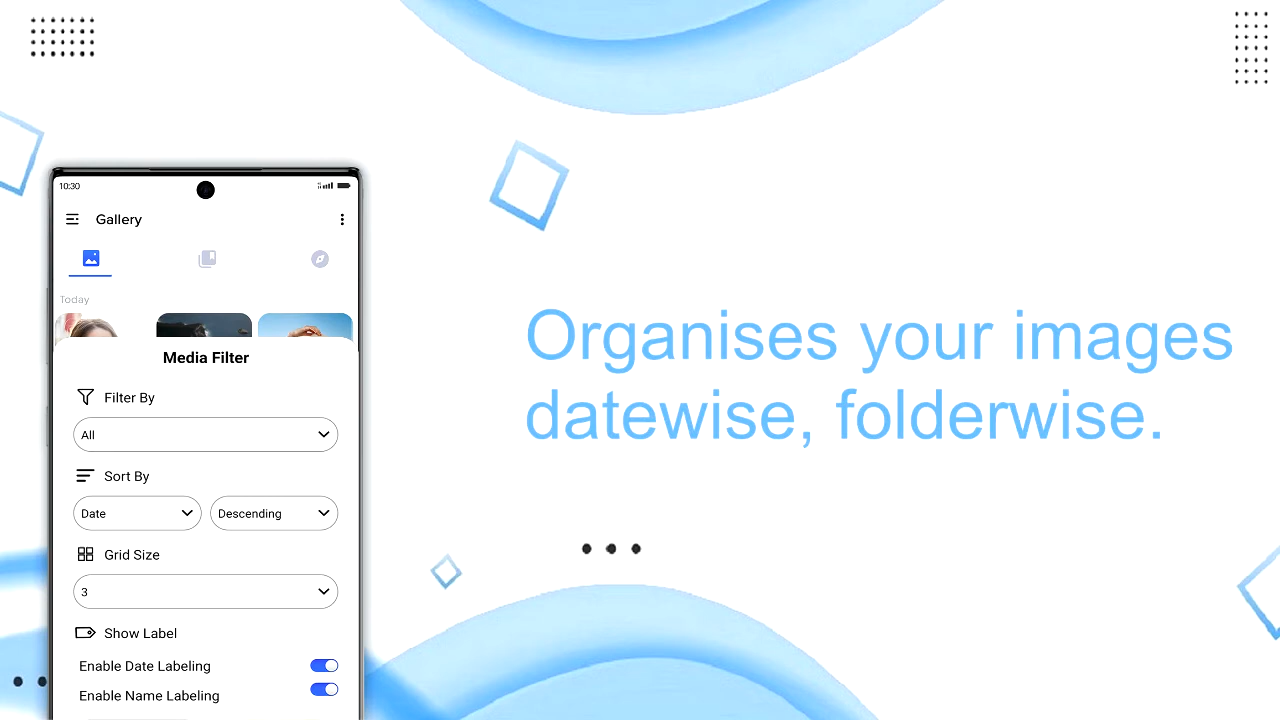 10:30
Gallery
Today
Media Filter
Filter By
All
Sort By
Date
Descending
Grid Size
3
Show Label
Enable Date Labeling
Enable Name Labeling
Organises your images
datewise, folderwise.